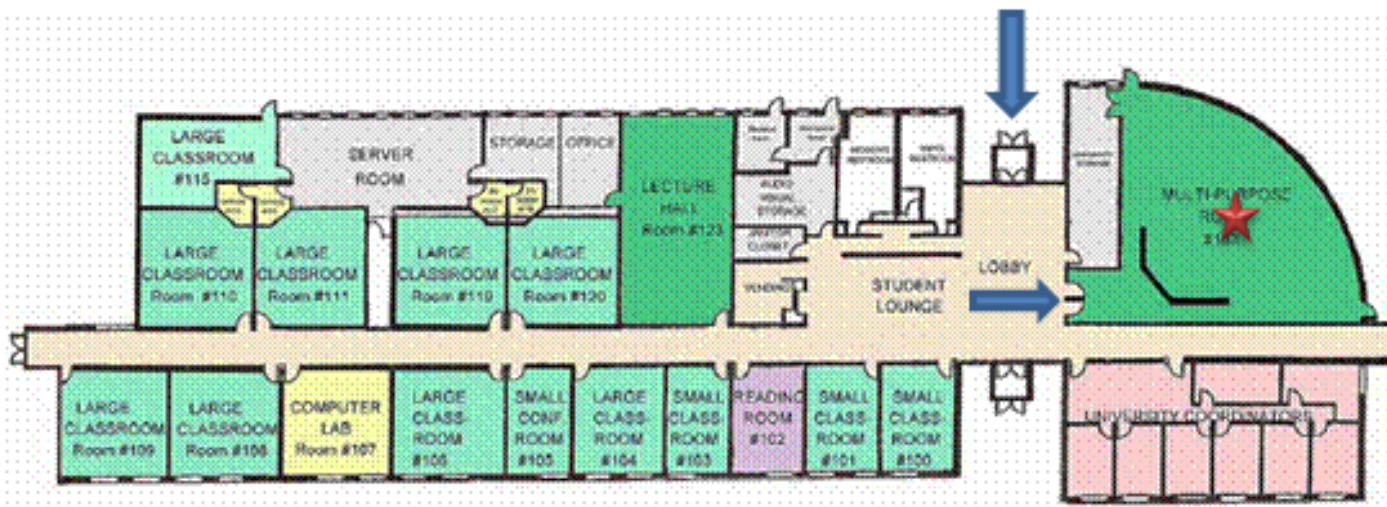 LARGE
CLASSROOM
#115
SERVER
ROOM
STORAGE
OFFICE
LECTURE
HALL
Room #123
AUDIO
VISUAL
STORAGE
JANITOR
CLOSET
VENDING
STUDENT
LOUNGE
LOBBY
MULTI-PURPOSE
LARGE
CLASSROOM
Room #110
LARGE
CLASSROOM
Room #111
LARGE
CLASSROOM
Room #119
LARGE
CLASSROOM
Room #120
LARGE
CLASSROOM
Room #109
LARGE
CLASSROOM
Room #108
COMPUTER
LAB
Room #107
LARGE
CLASS-
ROOM
#106
SMALL
CONF
ROOM
#105
LARGE
CLASS-
ROOM
#104
SMALL
CLASS-
ROOM
#103
READING
ROOM
#102
SMALL
CLASS-
ROOM
#101
SMALL
CLASS-
ROOM
#100
UNIVERSITY COORDINATORS